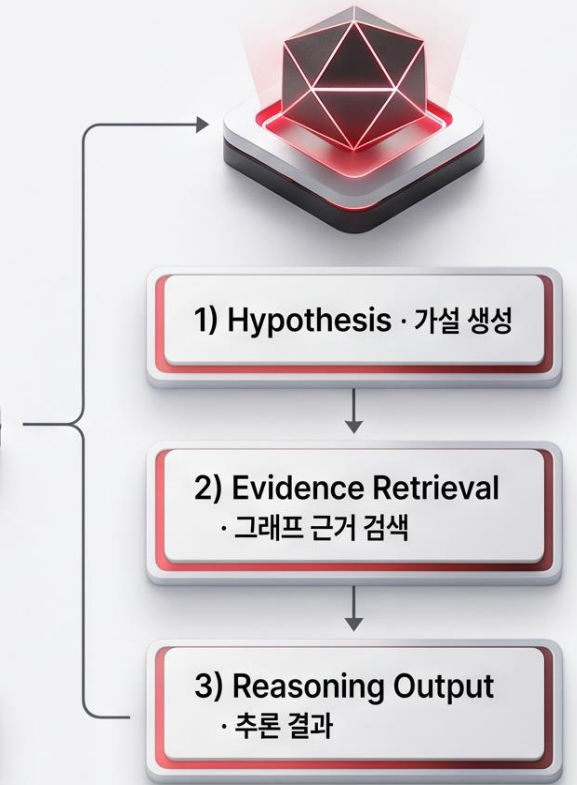 1) Hypothesis · 가설 생성
2) Evidence Retrieval
· 그래프 근거 검색
3) Reasoning Output
· 추론 결과